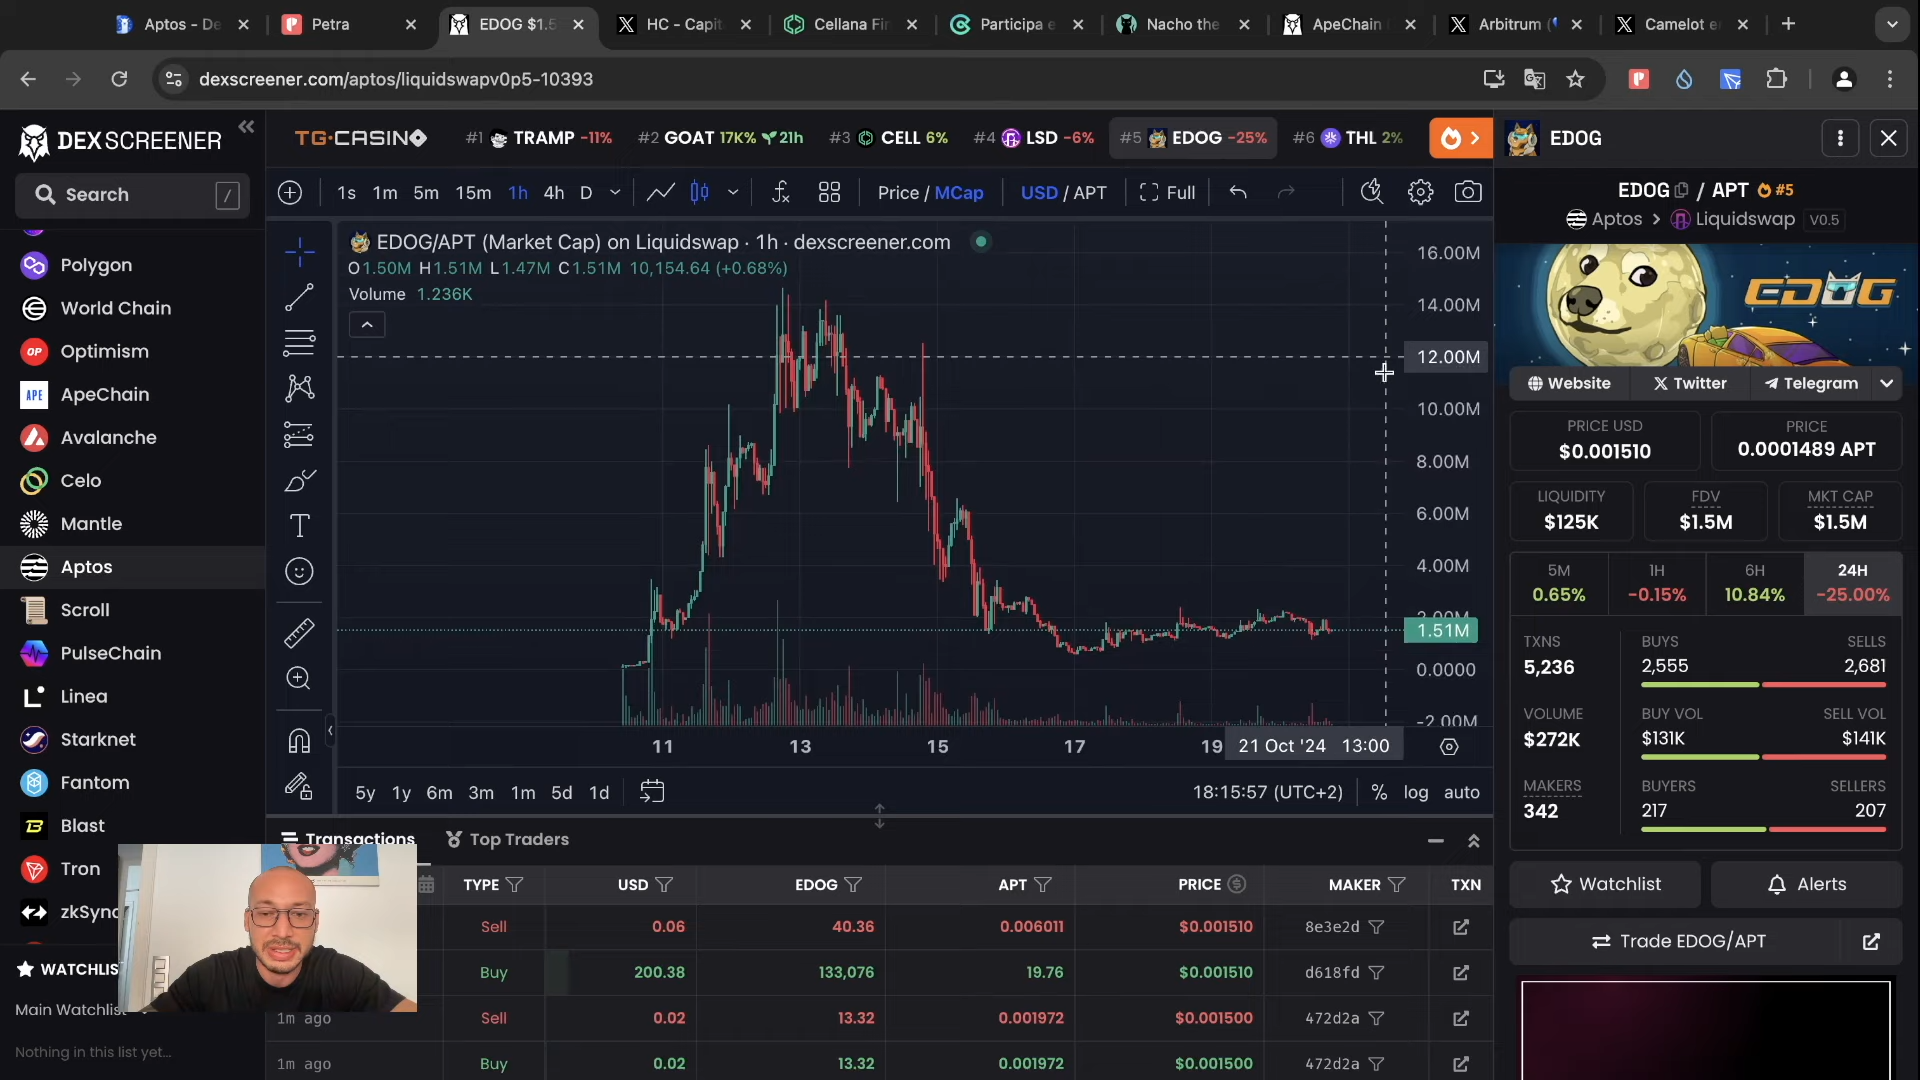 Aptos - De
Petra
EDOG $1.5
HC - Capit
Cellana Fin
Participa e
Nacho the
ApeChain
Arbitrum (
Camelot e
dexscreener.com/aptos/liquidswapv0p5-10393
DEX SCREENER
TG·CASINO
#1 TRAMP -11%
#2 GOAT 17K% 21h
#3 CELL 6%
#4 LSD -6%
#5 EDOG -25%
#6 THL 2%
EDOG
Search /
1s 1m 5m 15m 1h 4h D
Price / MCap
USD / APT
Full
EDOG / APT #5
Aptos > Liquidswap V0.5
Polygon
World Chain
Optimism
ApeChain
Avalanche
Celo
Mantle
Aptos
Scroll
PulseChain
Linea
Starknet
Fantom
Blast
Tron
zkSync
WATCHLIS
Main Watchlist
Nothing in this list yet...
EDOG/APT (Market Cap) on Liquidswap · 1h · dexscreener.com
O1.50M H1.51M L1.47M C1.51M 10,154.64 (+0.68%)
Volume 1.236K
16.00M
14.00M
12.00M
10.00M
8.00M
6.00M
4.00M
2.00M
1.51M
0.0000
-2.00M
11 13 15 17 19 21 Oct '24 13:00
5y 1y 6m 3m 1m 5d 1d
18:15:57 (UTC+2) % log auto
EDOG
Website Twitter Telegram
PRICE USD
$0.001510
PRICE
0.0001489 APT
LIQUIDITY
$125K
FDV
$1.5M
MKT CAP
$1.5M
5M
0.65%
1H
-0.15%
6H
10.84%
24H
-25.00%
TXNS
5,236
BUYS
2,555
SELLS
2,681
VOLUME
$272K
BUY VOL
$131K
SELL VOL
$141K
MAKERS
342
BUYERS
217
SELLERS
207
Watchlist Alerts
Trade EDOG/APT
Transactions Top Traders
TYPE USD EDOG APT PRICE MAKER TXN
Sell 0.06 40.36 0.006011 $0.001510 8e3e2d
Buy 200.38 133,076 19.76 $0.001510 d618fd
1m ago Sell 0.02 13.32 0.001972 $0.001500 472d2a
1m ago Buy 0.02 13.32 0.001972 $0.001500 472d2a